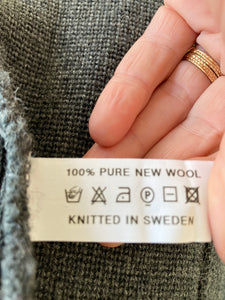 100% PURE NEW WOOL
KNITTED IN SWEDEN